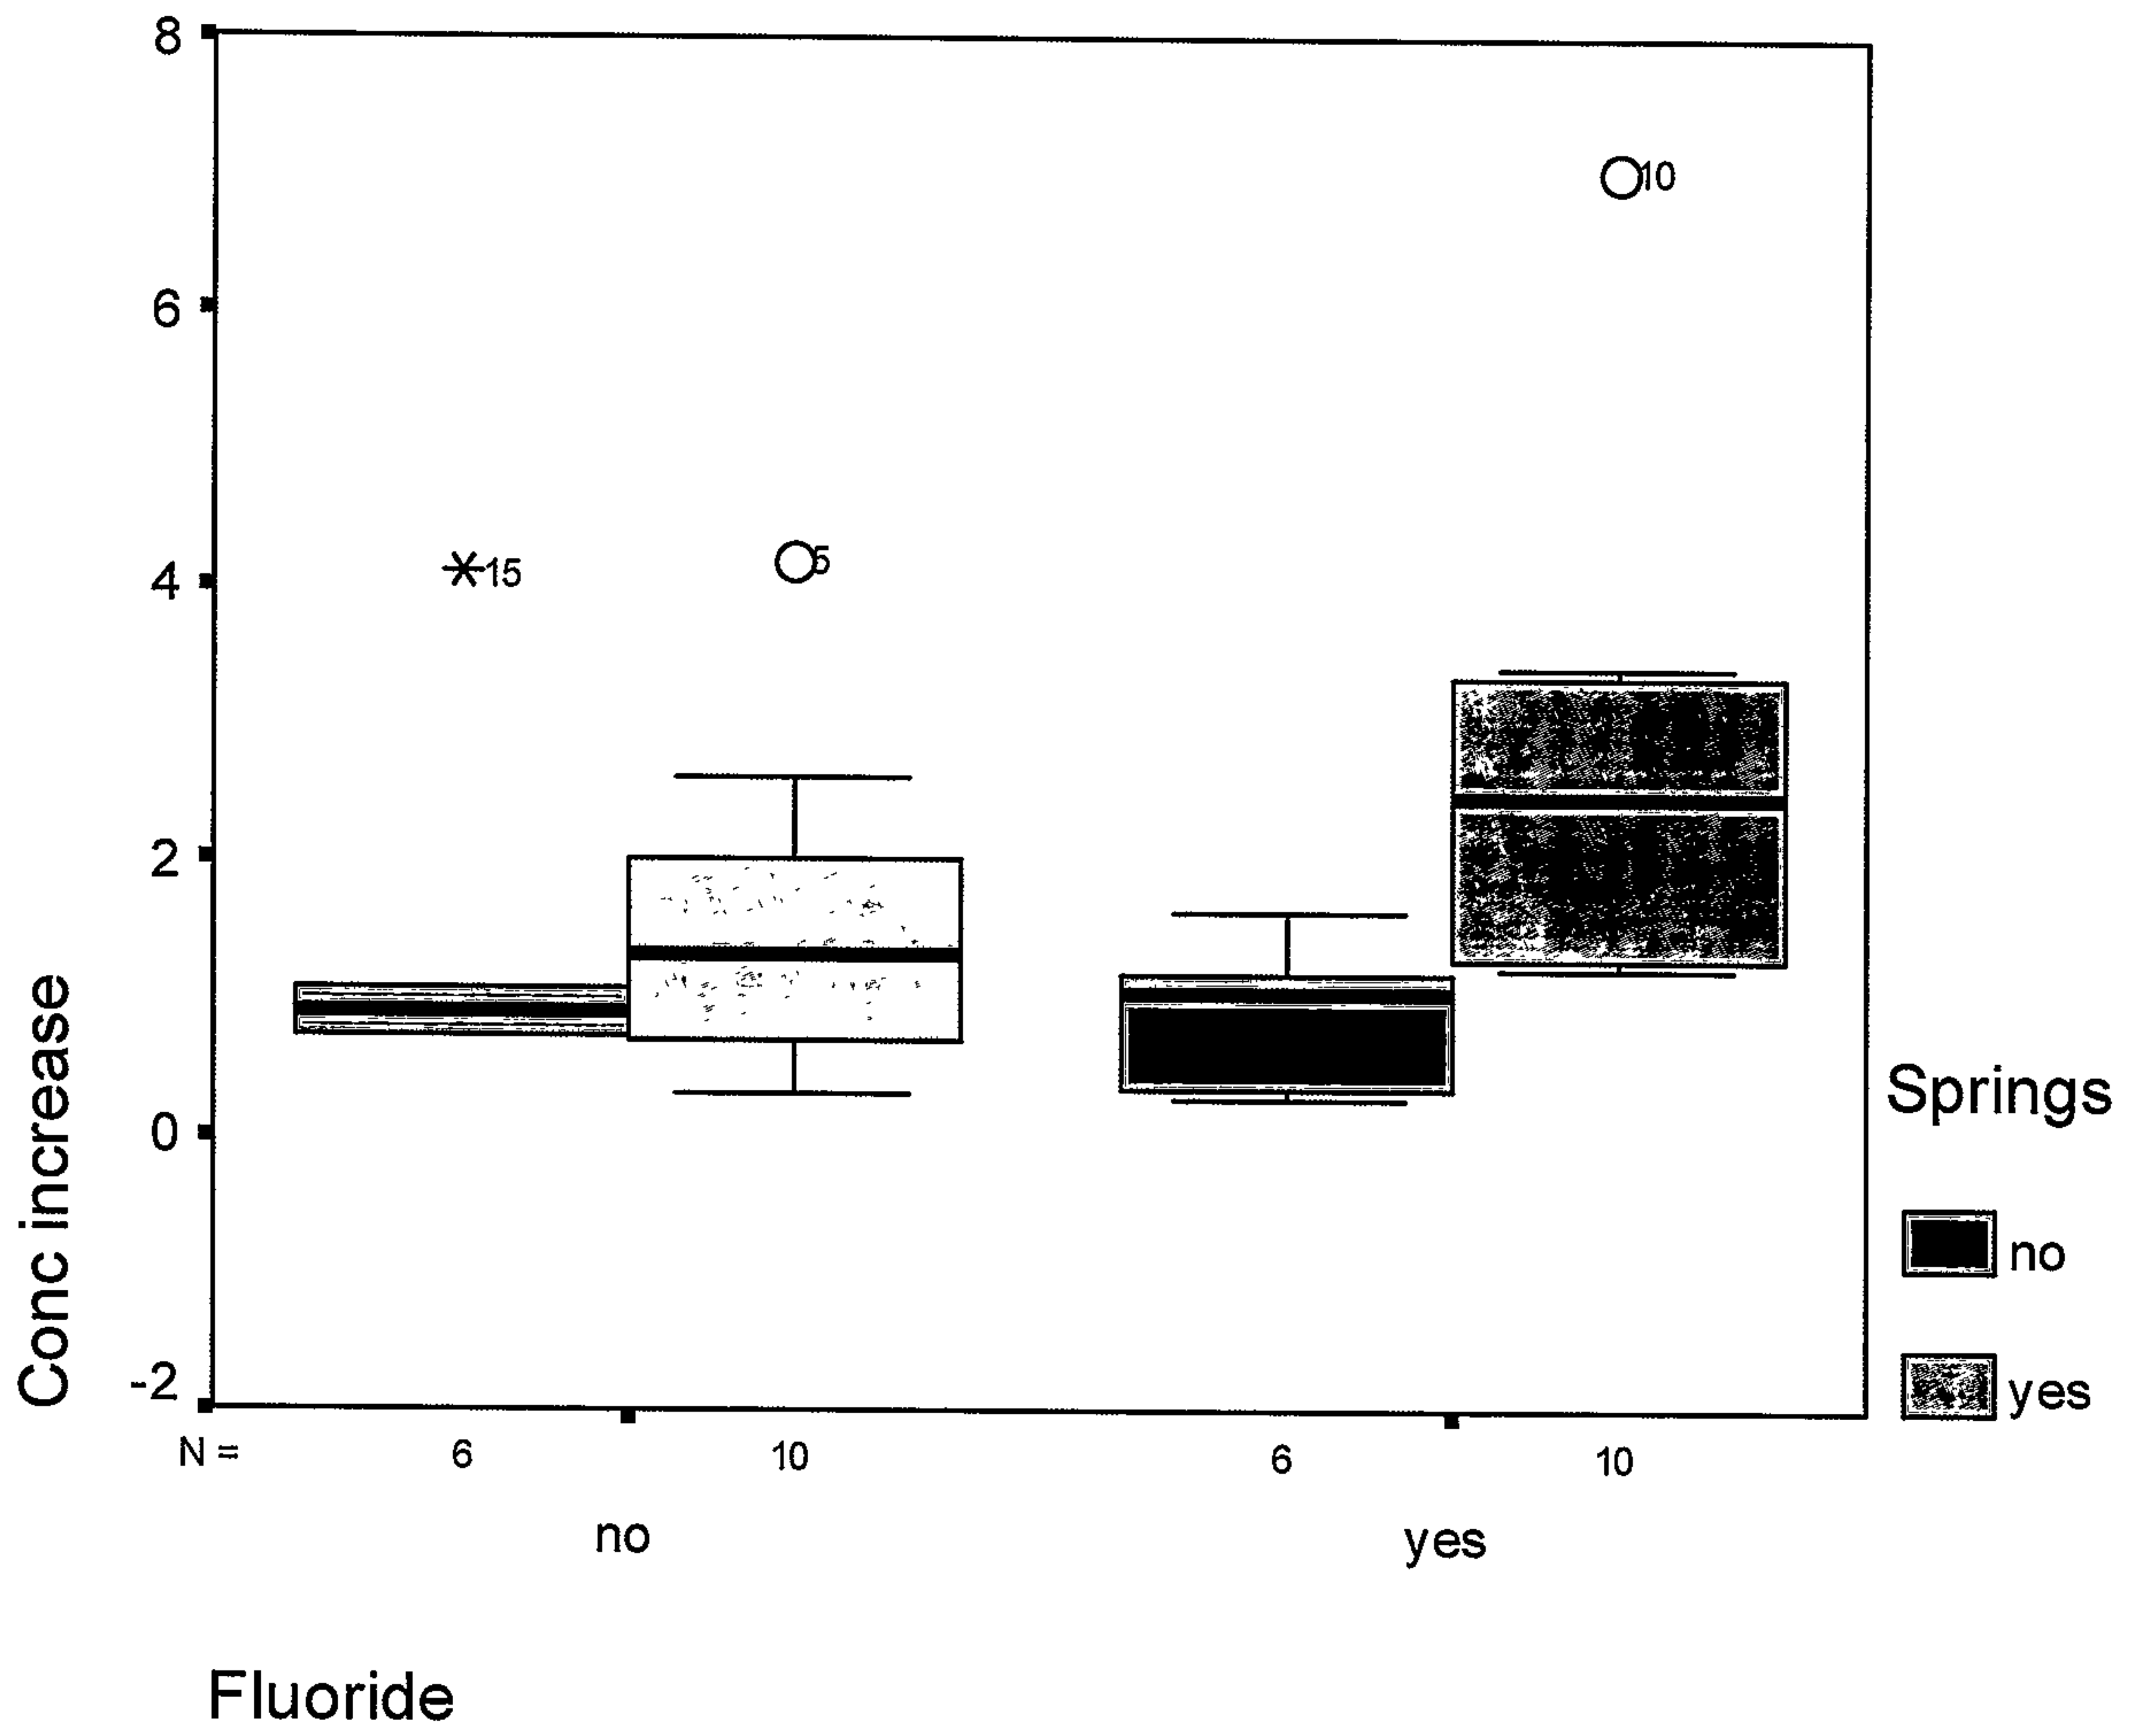 8
6
4
2
0
-2
Conc increase
15
5
10
N = 6 10 6 10
no yes
Fluoride
Springs
no
yes